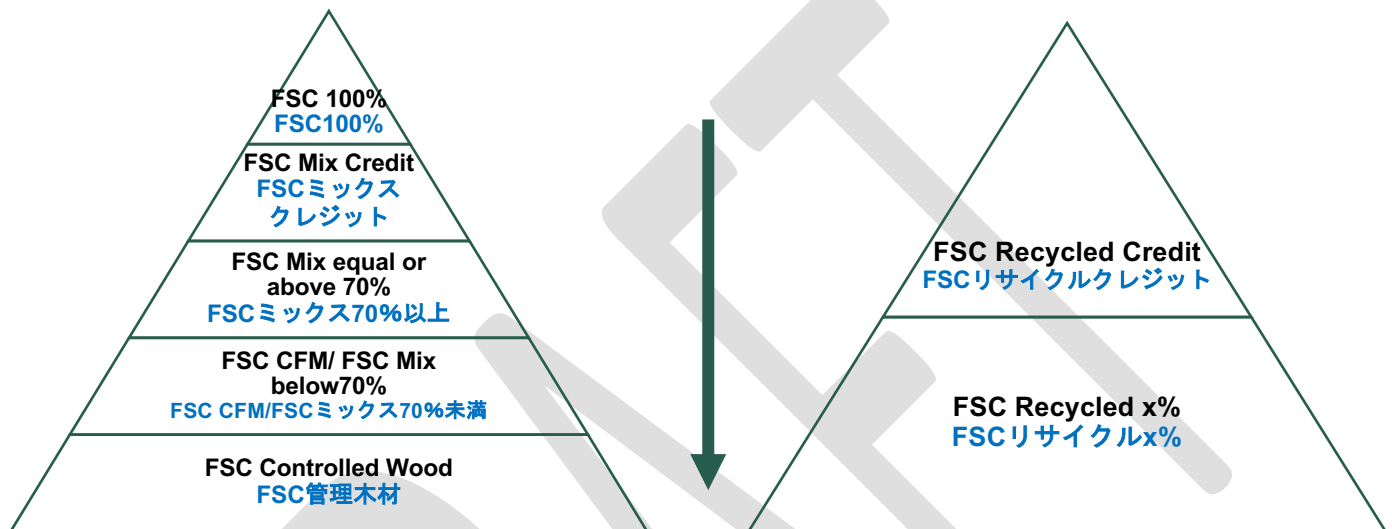 FSC 100%
FSC100%
FSC Mix Credit
FSCミックス
クレジット
FSC Mix equal or
above 70%
FSCミックス70%以上
FSC CFM/ FSC Mix
below70%
FSC CFM/FSCミックス70%未満
FSC Controlled Wood
FSC管理木材
FSC Recycled Credit
FSCリサイクルクレジット
FSC Recycled x%
FSCリサイクルx%